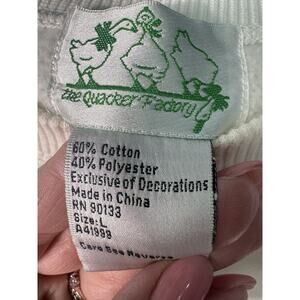 the Quacker Factory
60% Cotton
40% Polyester
Exclusive of Decorations
Made in China
RN 90133
Size:L
A41999
Care See Reverse